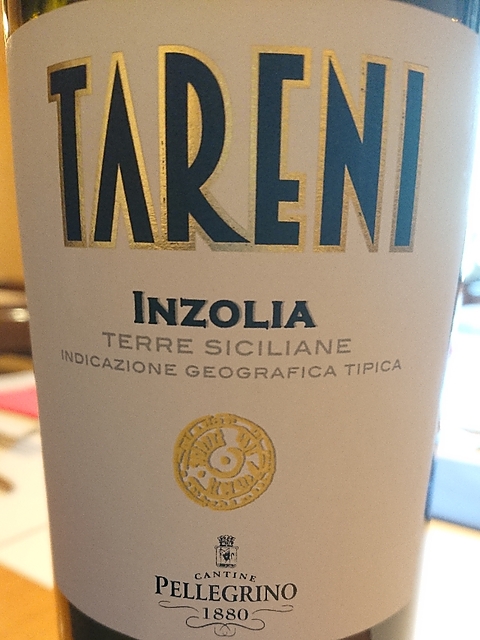 TARENI
INZOLIA
TERRE SICILIANE
INDICAZIONE GEOGRAFICA TIPICA
CANTINE
PELLEGRINO
1880